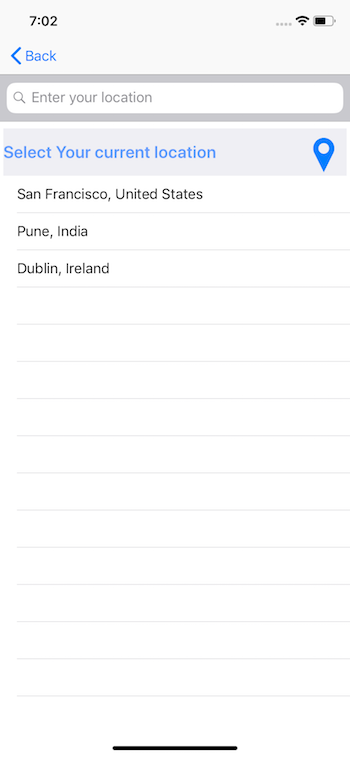 7:02
Back
Enter your location
Select Your current location
San Francisco, United States
Pune, India
Dublin, Ireland